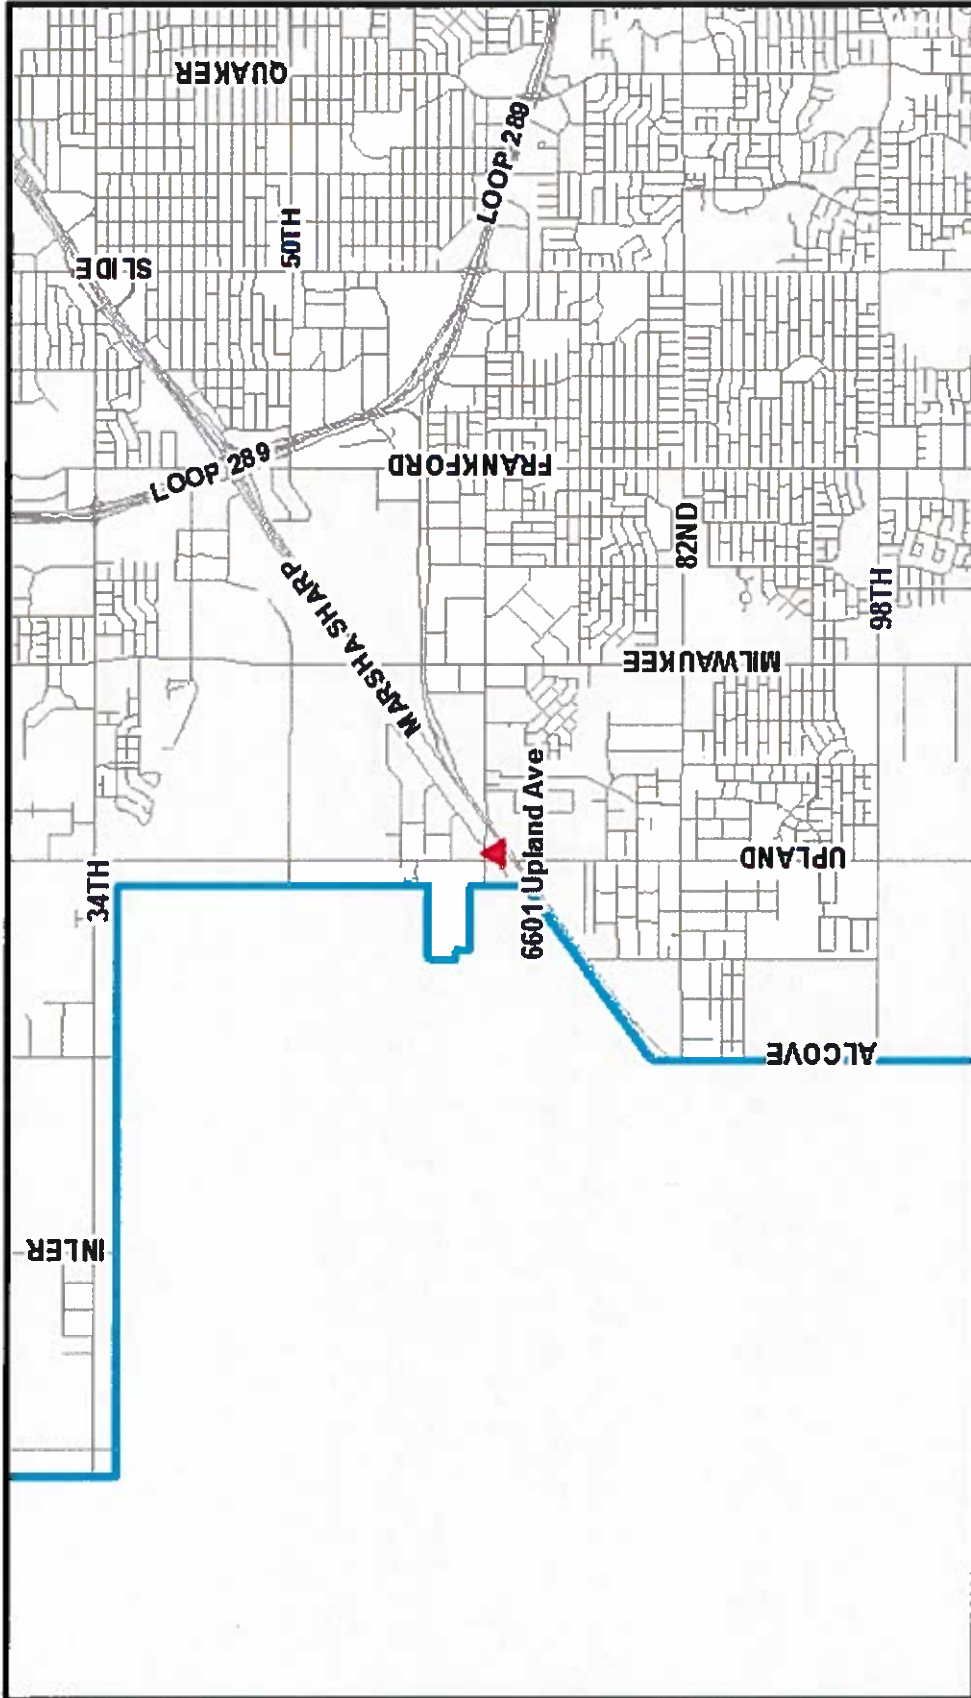 QUAKER
LOOP 289
SLIDE
50TH
LOOP 289
FRANKFORD
82ND
MARSHA SHARP
98TH
MILWAUKEE
6601 Upland Ave
UPLAND
34TH
ALCOVE
INLER